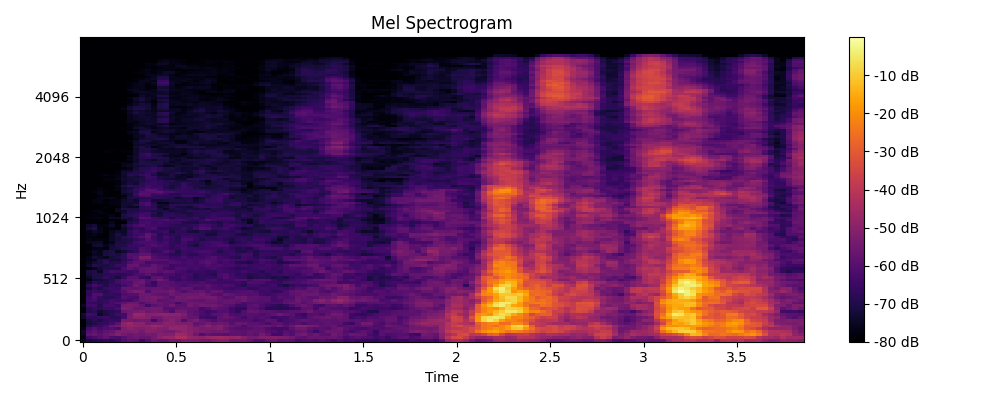 Mel Spectrogram
Hz
4096
2048
1024
512
0
0 0.5 1 1.5 2 2.5 3 3.5
Time
-10 dB
-20 dB
-30 dB
-40 dB
-50 dB
-60 dB
-70 dB
-80 dB